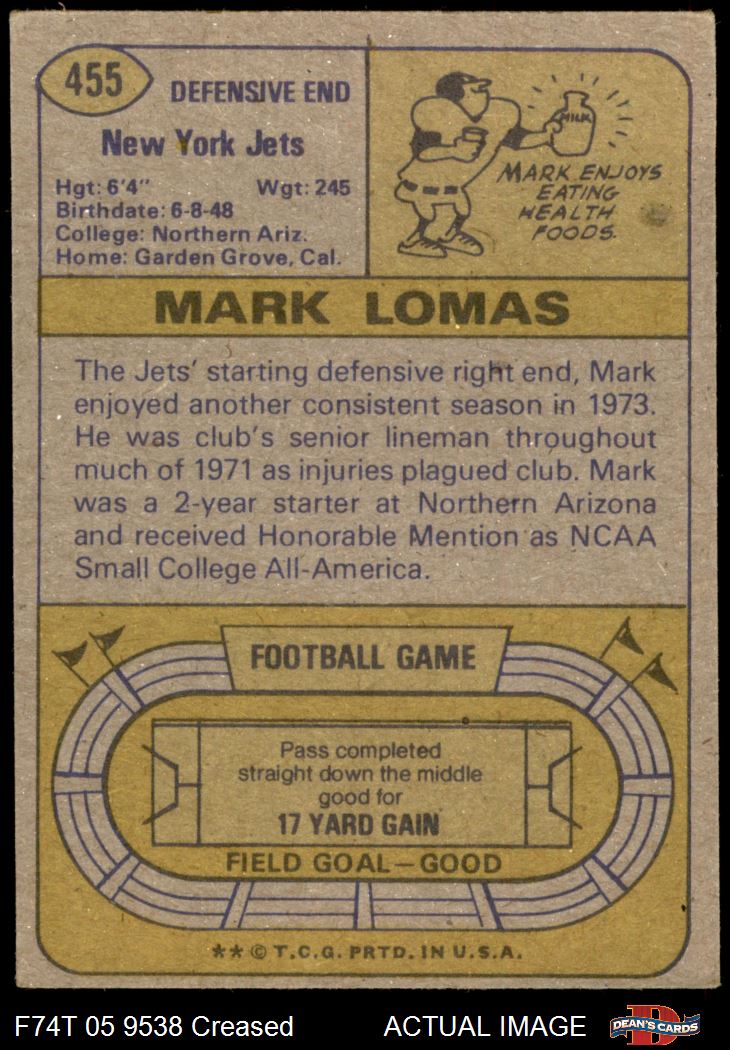 455
DEFENSIVE END
New York Jets
Hgt: 6'4" Wgt: 245
Birthdate: 6-8-48
College: Northern Ariz.
Home: Garden Grove, Cal.
MILK
MARK ENJOYS
EATING
HEALTH
FOODS.
MARK LOMAS
The Jets' starting defensive right end, Mark
enjoyed another consistent season in 1973.
He was club's senior lineman throughout
much of 1971 as injuries plagued club. Mark
was a 2-year starter at Northern Arizona
and received Honorable Mention as NCAA
Small College All-America.
FOOTBALL GAME
Pass completed
straight down the middle
good for
17 YARD GAIN
FIELD GOAL—GOOD
** © T.C.G. PRTD. IN U.S.A.
F74T 05 9538 Creased ACTUAL IMAGE
DEAN'S CARDS